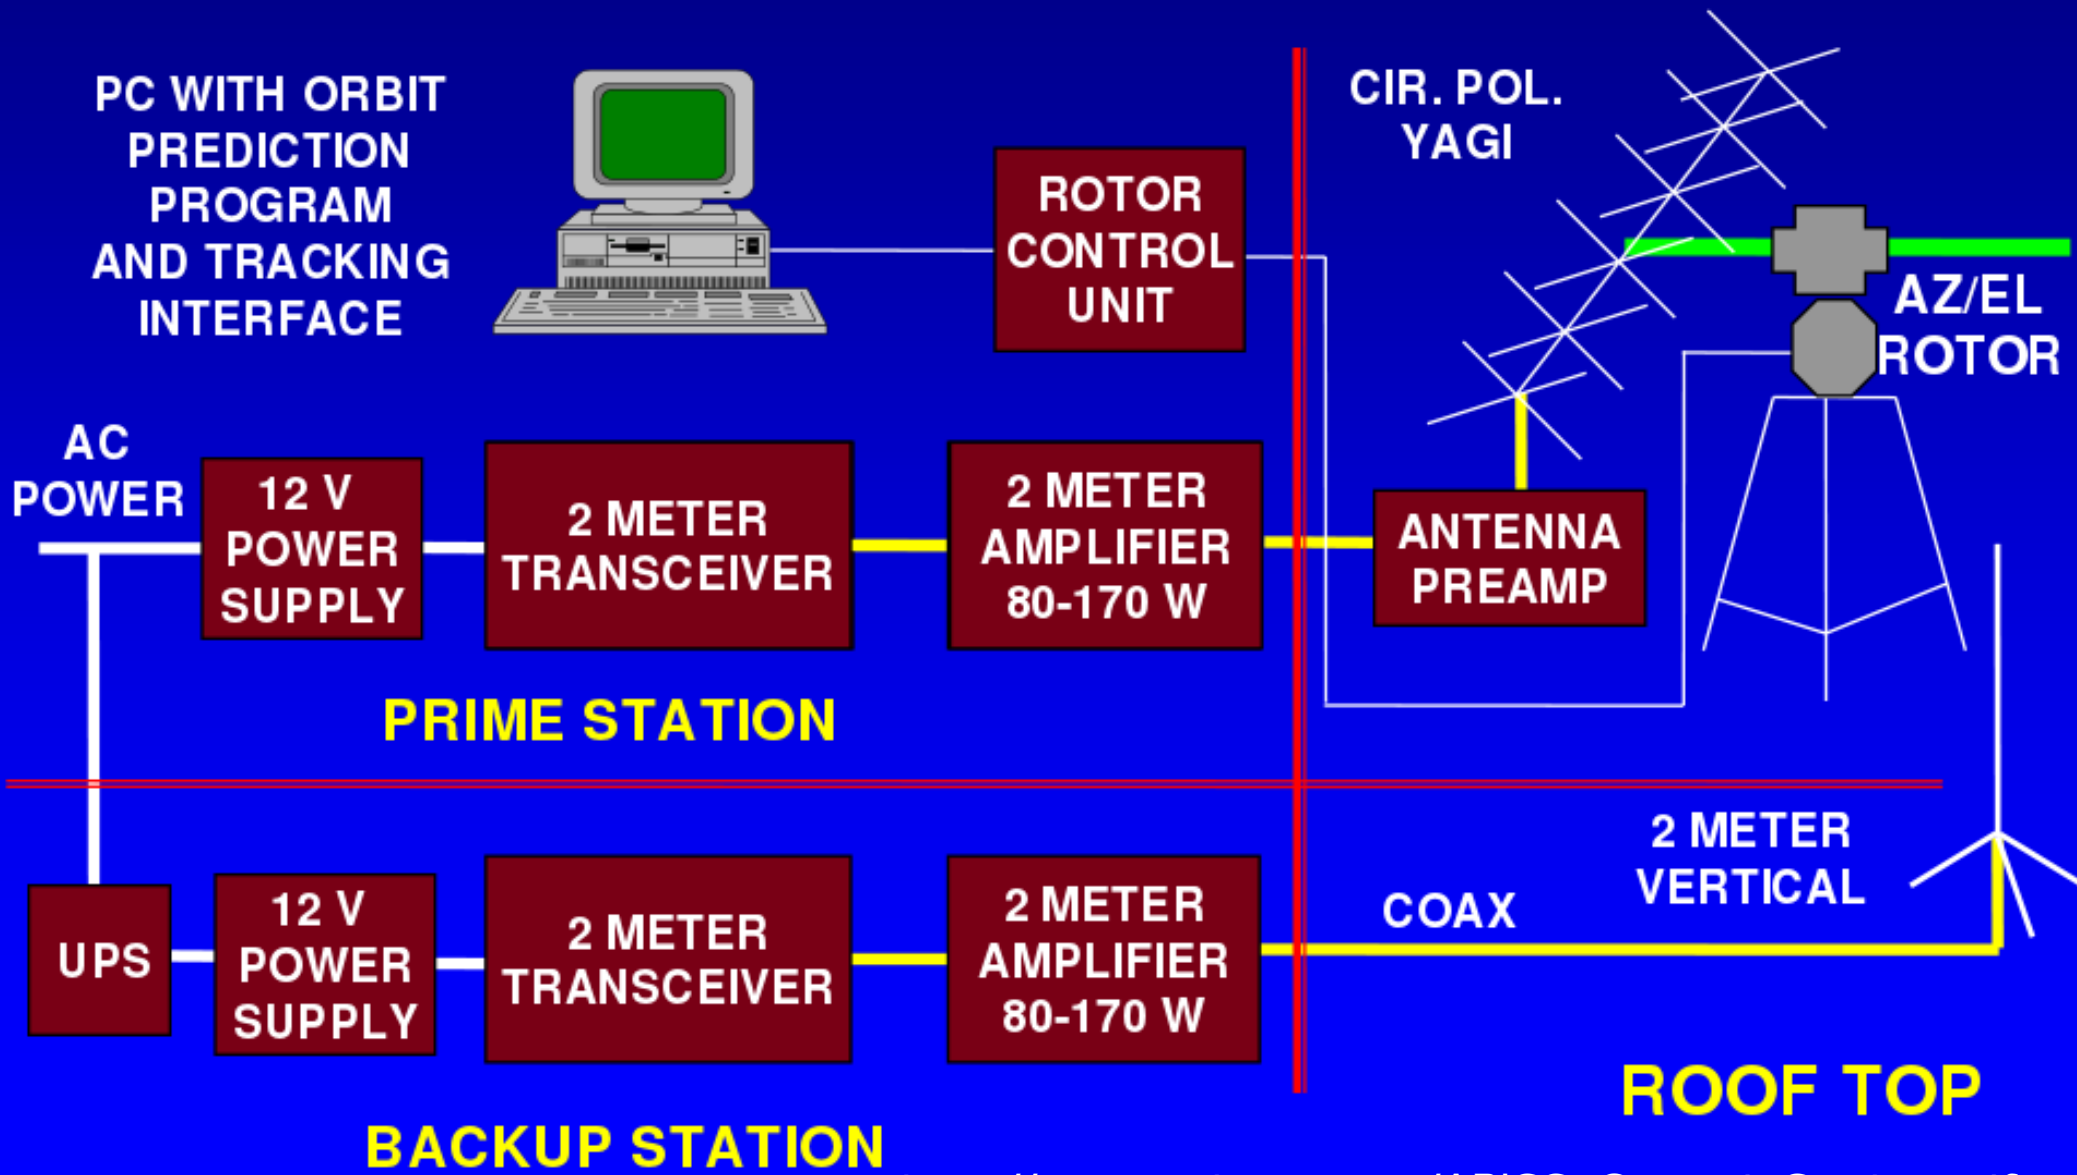 PC WITH ORBIT
PREDICTION
PROGRAM
AND TRACKING
INTERFACE
ROTOR
CONTROL
UNIT
CIR. POL.
YAGI
AZ/EL
ROTOR
AC
POWER
12 V
POWER
SUPPLY
2 METER
TRANSCEIVER
2 METER
AMPLIFIER
80-170 W
ANTENNA
PREAMP
PRIME STATION
UPS
12 V
POWER
SUPPLY
2 METER
TRANSCEIVER
2 METER
AMPLIFIER
80-170 W
COAX
2 METER
VERTICAL
ROOF TOP
BACKUP STATION